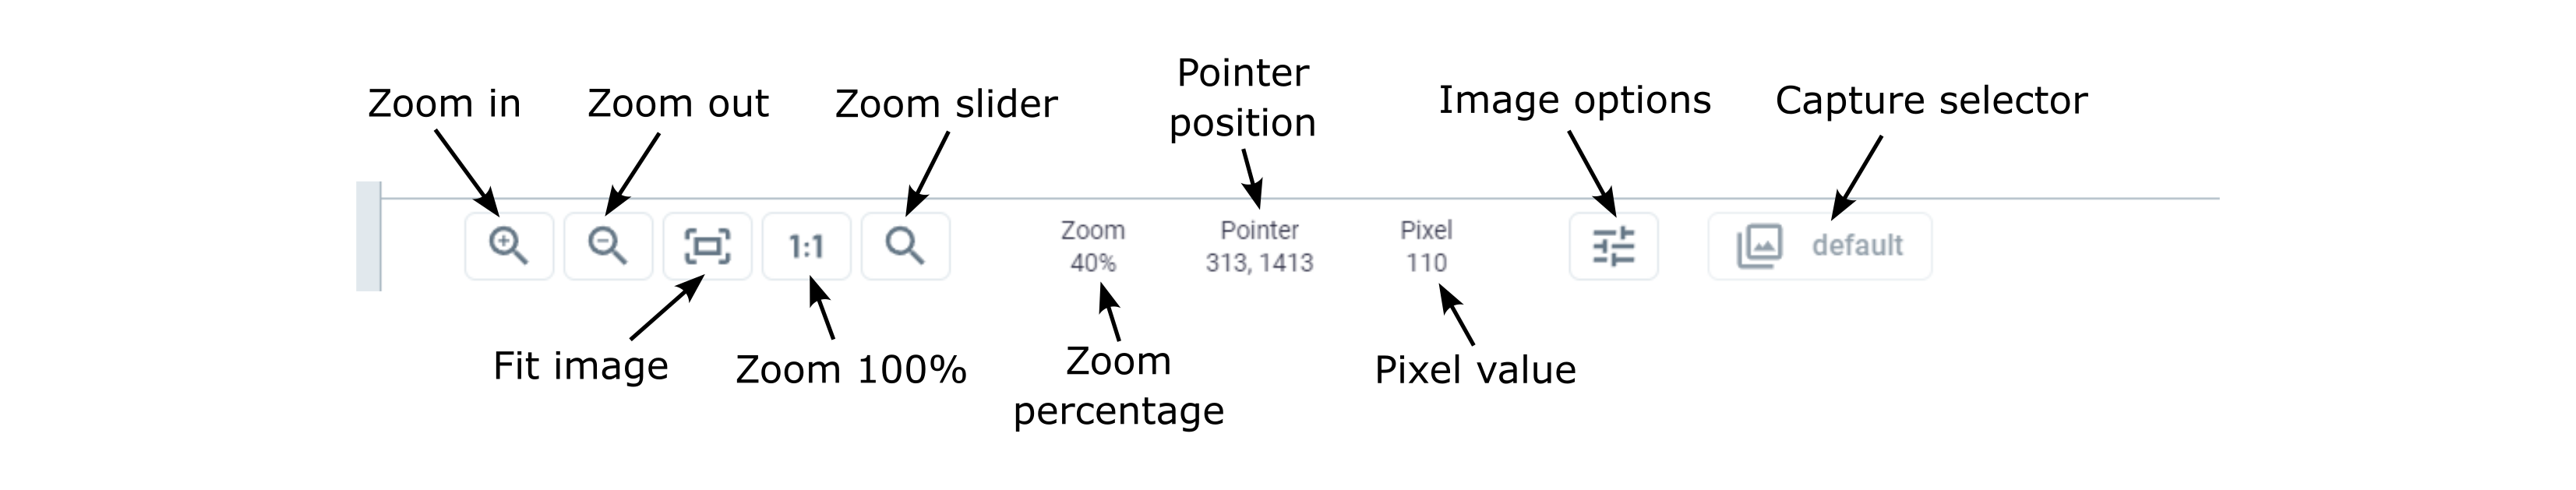 Zoom in
Zoom out
Zoom slider
Pointer
position
Image options
Capture selector
1:1
Zoom
40%
Pointer
313, 1413
Pixel
110
default
Fit image
Zoom 100%
Zoom
percentage
Pixel value